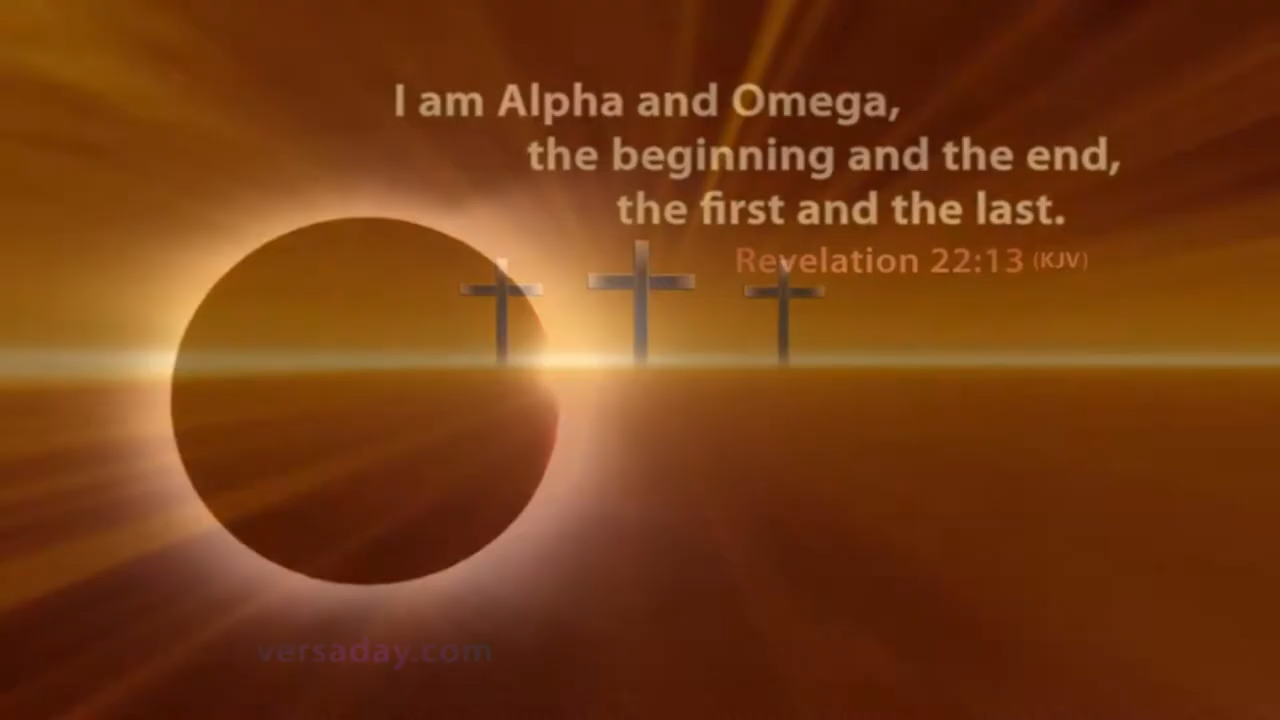 I am Alpha and Omega,
the beginning and the end,
the first and the last.
Revelation 22:13 (KJV)
versaday.com